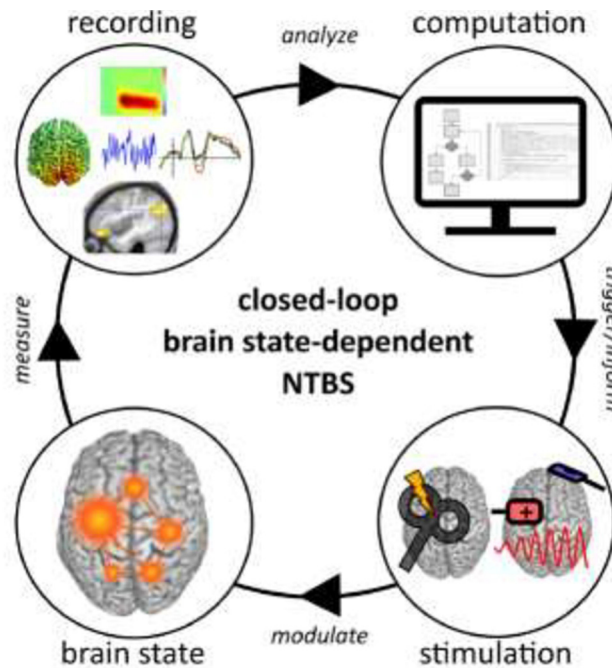 recording
analyze
computation
closed-loop
brain state-dependent
NTBS
measure
+
brain state
modulate
stimulation